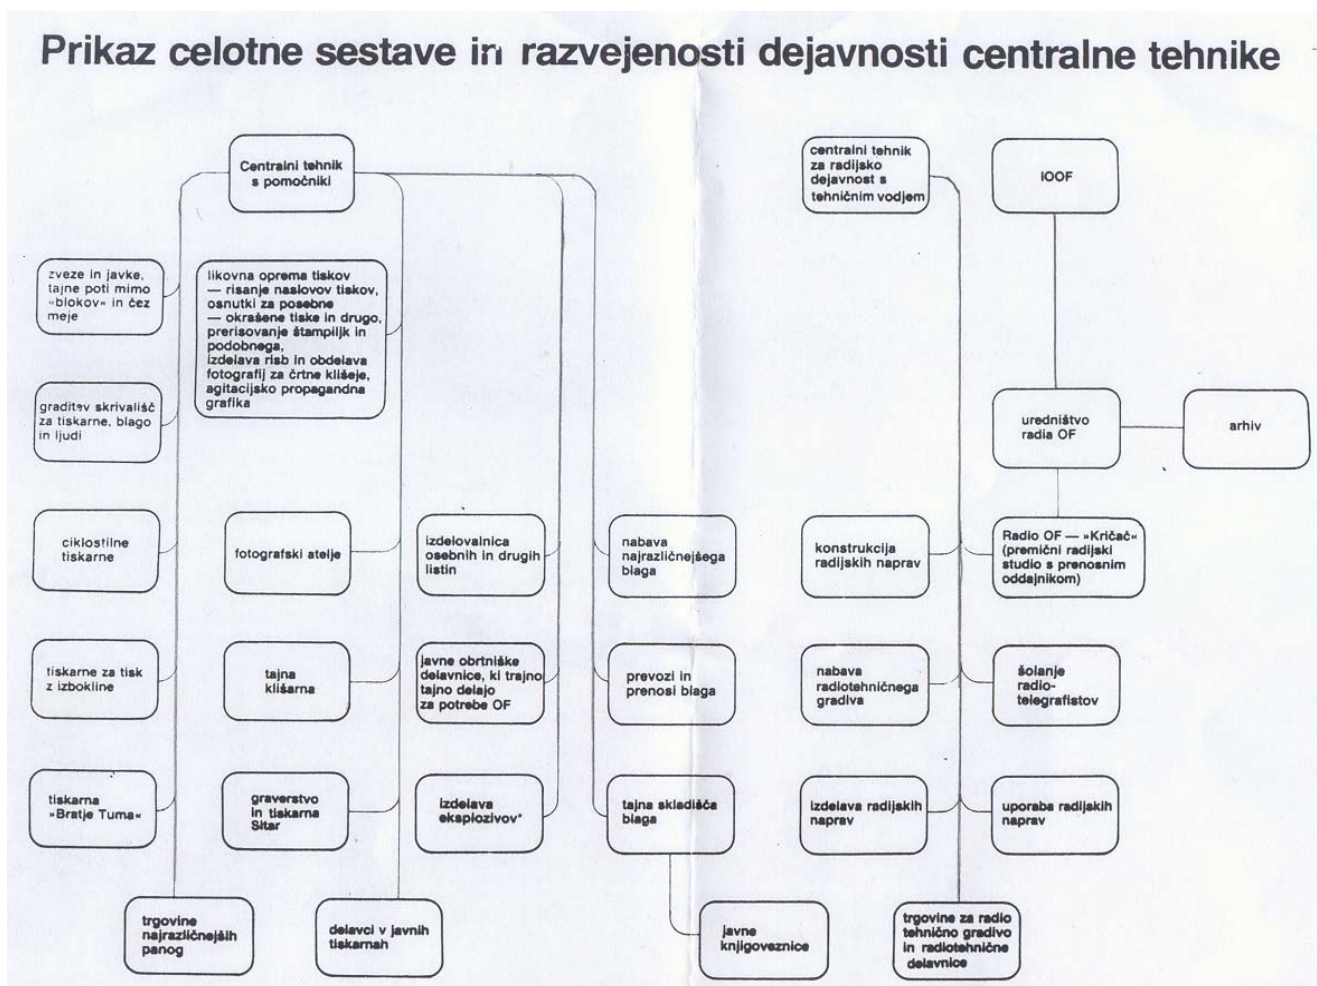 Prikaz celotne sestave in razvejenosti dejavnosti centralne tehnike
Centralni tehnik
s pomočniki
centralni tehnik
za radijsko
dejavnost s
tehničnim vodjem
IOOF
zveze in javke,
tajne poti mimo
»blokov« in čez
meje
likovna oprema tiskov
— risanje naslovov tiskov,
osnutki za posebne
— okrašene tiske in drugo,
prerisovanje štampiljk in
podobnega,
izdelava risb in obdelava
fotografij za črtne klišeje,
agitacijsko propagandna
grafika
graditev skrivališč
za tiskarne, blago
in ljudi
uredništvo
radia OF
arhiv
ciklostilne
tiskarne
fotografski atelje
izdelovalnica
osebnih in drugih
listin
nabava
najrazličnejšega
blaga
konstrukcija
radijskih naprav
Radio OF — »Kričač«
(premični radijski
studio s prenosnim
oddajnikom)
tiskarne za tisk
z izbokline
tajna
klišarna
javne obrtniške
delavnice, ki trajno
tajno delajo
za potrebe OF
prevozi in
prenosi blaga
nabava
radiotehničnega
gradiva
šolanje
radio-
telegrafistov
tiskarna
»Bratje Tuma«
graverstvo
in tiskarna
Sitar
izdelava
eksplozivov*
tajna skladišča
blaga
izdelava radijskih
naprav
uporaba radijskih
naprav
trgovine
najrazličnejših
panog
delavci v javnih
tiskarnah
javne
knjigoveznice
trgovine za radio
tehnično gradivo
in radiotehnične
delavnice